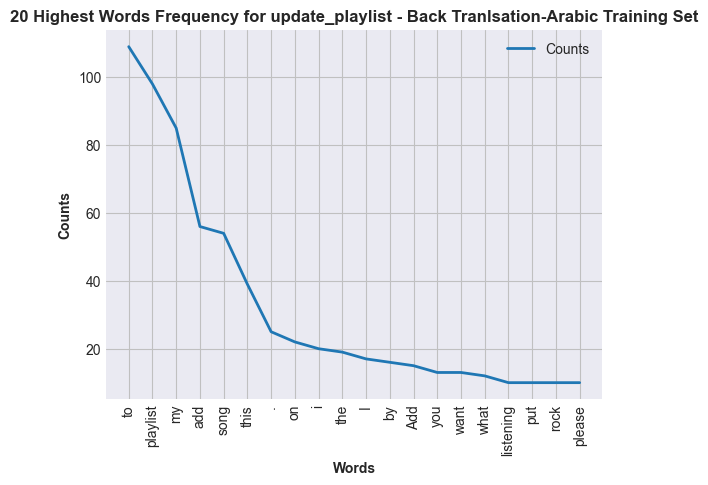 20 Highest Words Frequency for update_playlist - Back Tranlsation-Arabic Training Set
Counts
100
80
60
40
20
Counts
to
playlist
my
add
song
this
.
on
i
the
I
by
Add
you
want
what
listening
put
rock
please
Words